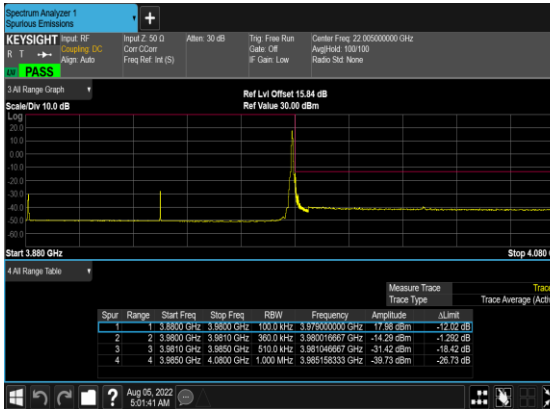 Spectrum Analyzer 1
Spurious Emissions
KEYSIGHT Input: RF Input Z: 50 Ω Atten: 30 dB Trig: Free Run Center Freq: 22.005000000 GHz
R T Coupling: DC Corr CCorr Gate: Off Avg|Hold: 100/100
Align: Auto Freq Ref: Int (S) IF Gain: Low Radio Std: None
PASS
3 All Range Graph
Ref Lvl Offset 15.84 dB
Scale/Div 10.0 dB Ref Value 30.00 dBm
Log
20.0
10.0
0.00
-10.0
-20.0
-30.0
-40.0
-50.0
-60.0
Start 3.880 GHz Stop 4.080
4 All Range Table
Measure Trace Trace
Trace Type Trace Average (Acti
Spur Range Start Freq Stop Freq RBW Frequency Amplitude ΔLimit
1 1 3.8800 GHz 3.9800 GHz 100.0 kHz 3.979000000 GHz 17.98 dBm -12.02 dB
2 2 3.9800 GHz 3.9810 GHz 360.0 kHz 3.980016667 GHz -14.29 dBm -1.292 dB
3 3 3.9810 GHz 3.9850 GHz 510.0 kHz 3.981046667 GHz -31.42 dBm -18.42 dB
4 4 3.9850 GHz 4.0800 GHz 1.000 MHz 3.985158333 GHz -39.73 dBm -26.73 dB
? Aug 05, 2022
5:01:41 AM